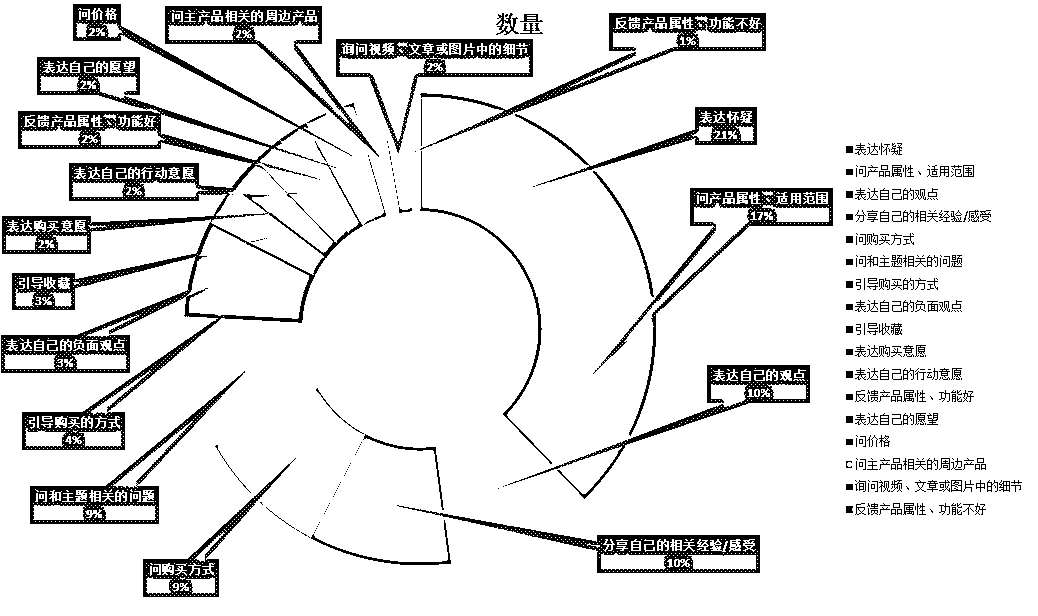 数量
问价格
2%
问主产品相关的周边产品
2%
询问视频、文章或图片中的细节
2%
反馈产品属性、功能不好
1%
表达自己的愿望
2%
反馈产品属性、功能好
2%
表达怀疑
21%
表达自己的行动意愿
2%
问产品属性、适用范围
17%
表达购买意愿
2%
引导收藏
3%
表达自己的负面观点
3%
表达自己的观点
10%
引导购买的方式
4%
问和主题相关的问题
9%
分享自己的相关经验/感受
10%
问购买方式
9%
表达怀疑
问产品属性、适用范围
表达自己的观点
分享自己的相关经验/感受
问购买方式
问和主题相关的问题
引导购买的方式
表达自己的负面观点
引导收藏
表达购买意愿
表达自己的行动意愿
反馈产品属性、功能好
表达自己的愿望
问价格
问主产品相关的周边产品
询问视频、文章或图片中的细节
反馈产品属性、功能不好